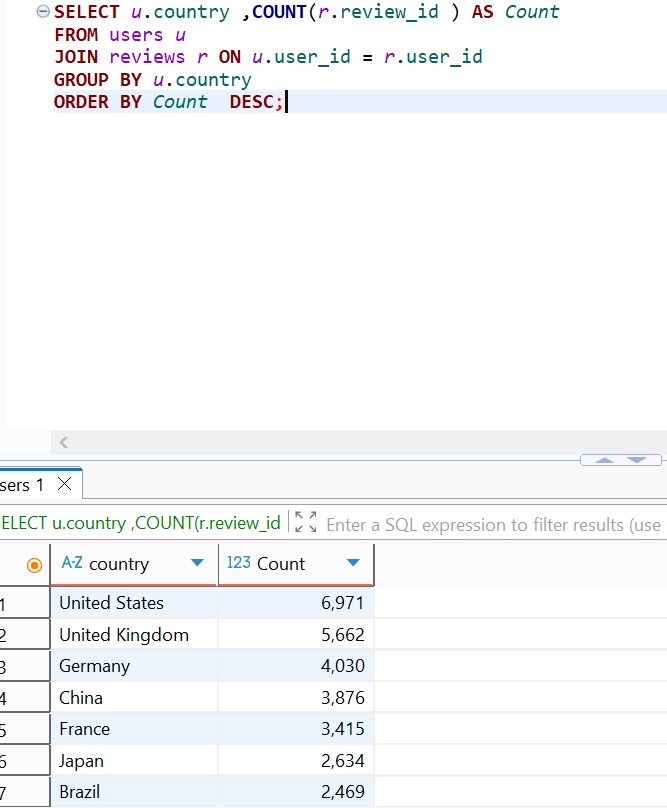 SELECT u.country ,COUNT(r.review_id ) AS Count
FROM users u
JOIN reviews r ON u.user_id = r.user_id
GROUP BY u.country
ORDER BY Count  DESC;
sers 1
ELECT u.country ,COUNT(r.review_id Enter a SQL expression to filter results (use
A-Z country 123 Count
1 United States 6,971
2 United Kingdom 5,662
3 Germany 4,030
4 China 3,876
5 France 3,415
6 Japan 2,634
7 Brazil 2,469